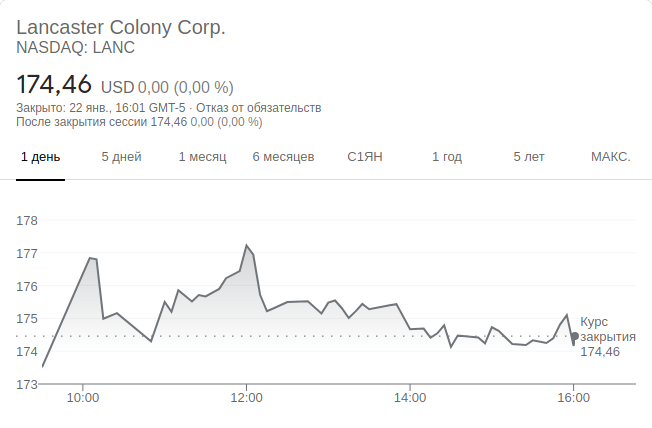 Lancaster Colony Corp.
NASDAQ: LANC
174,46 USD 0,00 (0,00 %)
Закрыто: 22 янв., 16:01 GMT-5 · Отказ от обязательств
После закрытия сессии 174,46 0,00 (0,00 %)
1 день 5 дней 1 месяц 6 месяцев С1ЯН 1 год 5 лет МАКС.
178
177
176
175
Курс
закрытия
174,46
174
173
10:00 12:00 14:00 16:00